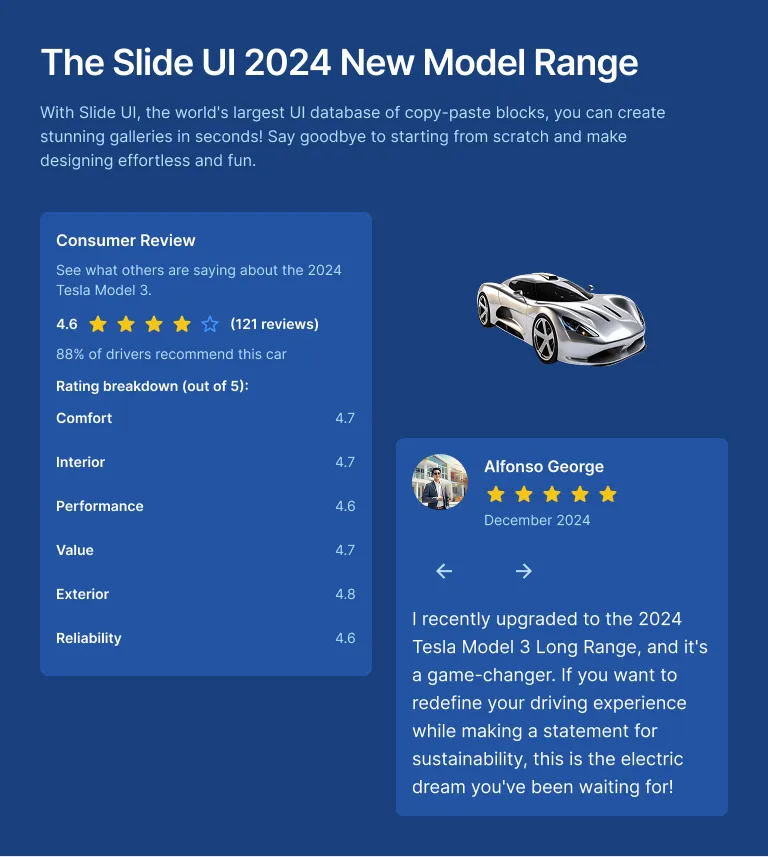 The Slide UI 2024 New Model Range
With Slide UI, the world's largest UI database of copy-paste blocks, you can create
stunning galleries in seconds! Say goodbye to starting from scratch and make
designing effortless and fun.
Consumer Review
See what others are saying about the 2024
Tesla Model 3.
4.6 (121 reviews)
88% of drivers recommend this car
Rating breakdown (out of 5):
Comfort 4.7
Interior 4.7
Performance 4.6
Value 4.7
Exterior 4.8
Reliability 4.6
Alfonso George
December 2024
I recently upgraded to the 2024
Tesla Model 3 Long Range, and it's
a game-changer. If you want to
redefine your driving experience
while making a statement for
sustainability, this is the electric
dream you've been waiting for!